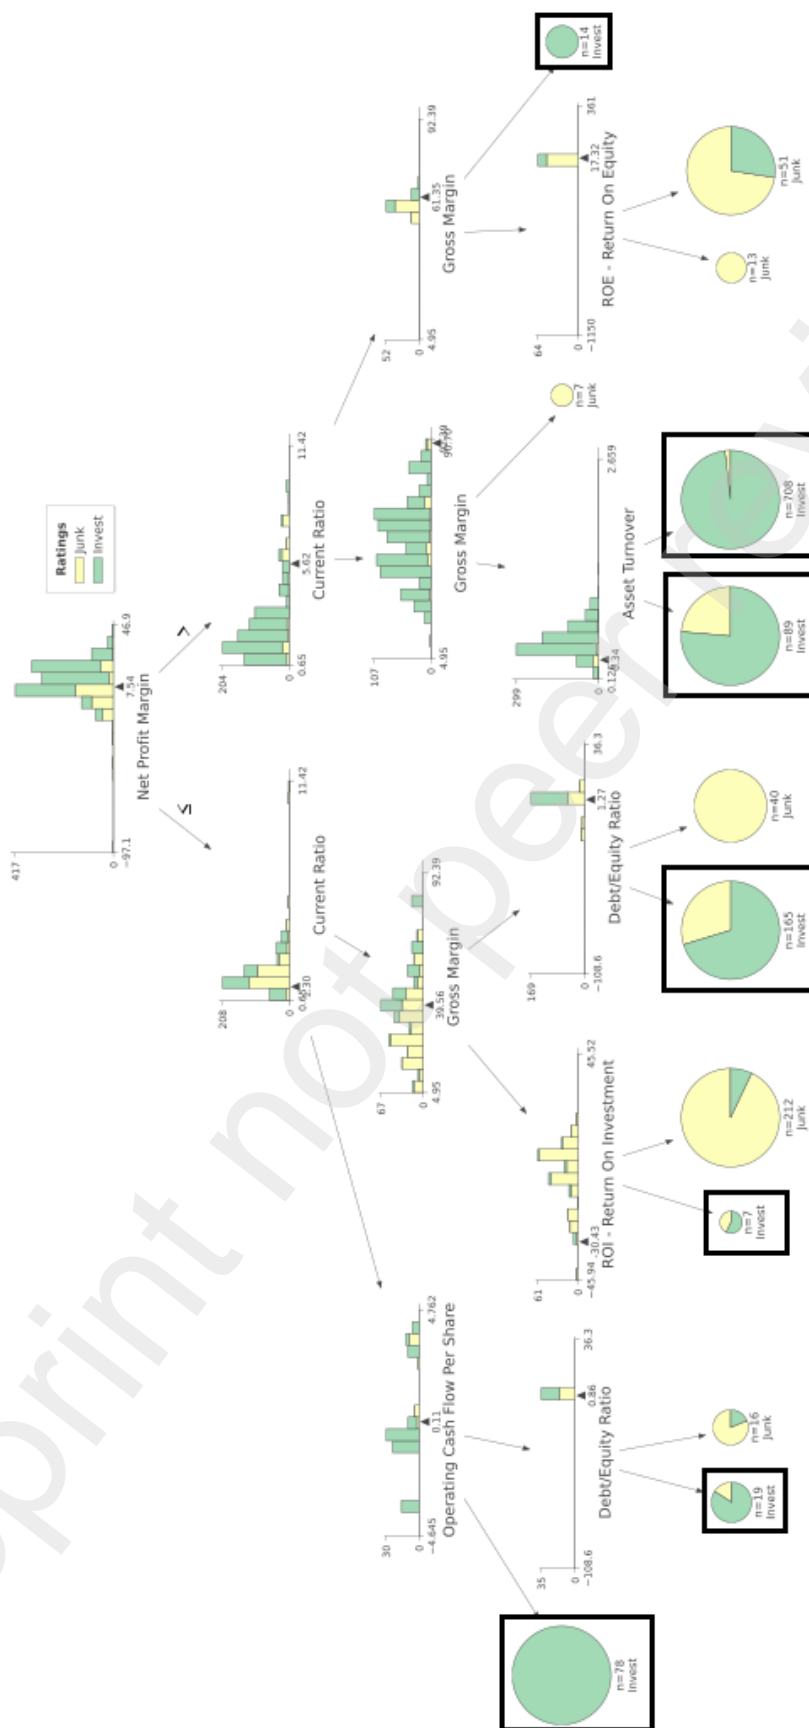 Ratings
Junk
Invest
417
0
−97.1
7.54
46.9
Net Profit Margin
≤
>
208
0
11.42
Current Ratio
204
0
0.65
5.62
11.42
Current Ratio
30
0
−4.645
0.11
4.762
Operating Cash Flow Per Share
67
0
4.95
39.56
92.39
Gross Margin
107
0
4.95
Gross Margin
52
0
4.95
61.35
92.39
Gross Margin
n=78
Invest
35
0
−108.6
0.86
36.3
Debt/Equity Ratio
61
0
−45.94
-30.43
45.52
ROI - Return On Investment
169
0
−108.6
1.27
36.3
Debt/Equity Ratio
299
0
2.659
Asset Turnover
n=7
Junk
64
0
−1150
17.32
361
ROE - Return On Equity
n=14
Invest
n=19
Invest
n=16
Junk
n=7
Invest
n=212
Junk
n=165
Invest
n=40
Junk
n=89
Invest
n=708
Invest
n=13
Junk
n=51
Junk
not peer